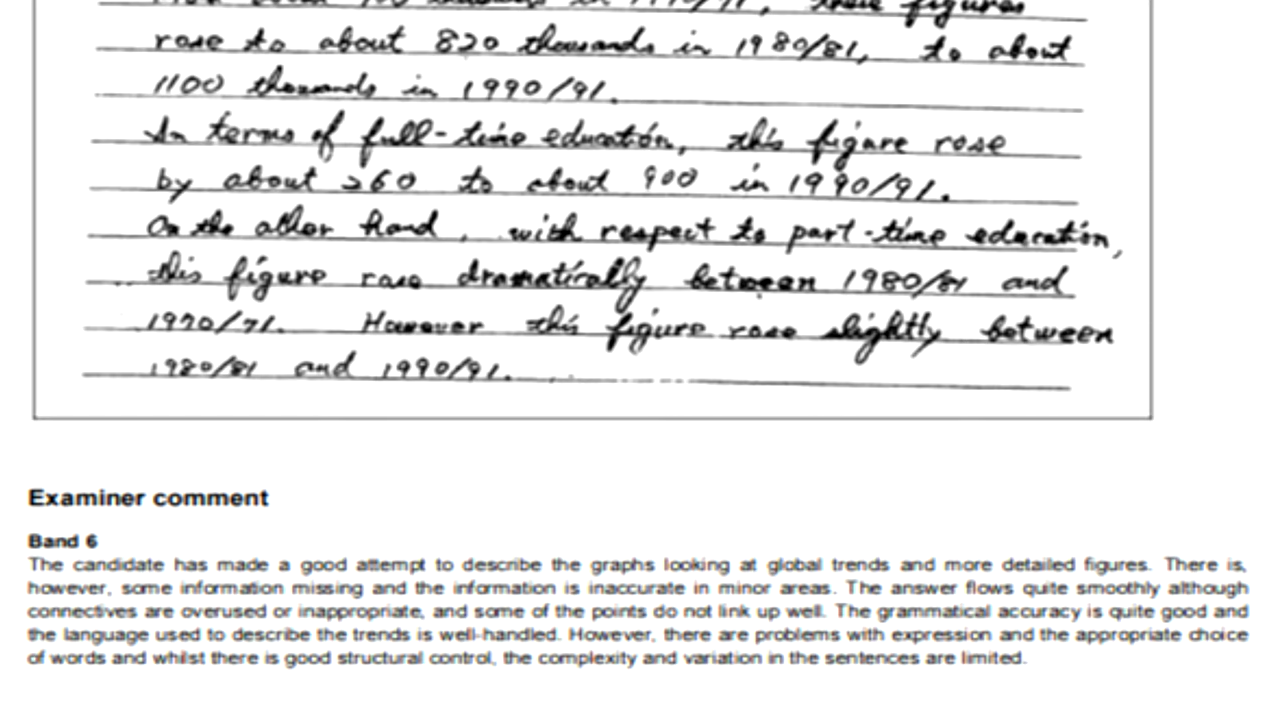 in 1970/71, these figures
rose to about 820 thousands in 1980/81, to about
1100 thousands in 1990/91.
In terms of full-time education, this figure rose
by about 260 to about 900 in 1990/91.
On the other hand, with respect to part-time education,
this figure rose dramatically between 1980/81 and
1970/71. However this figure rose slightly between
1980/81 and 1990/91.
Examiner comment
Band 6
The candidate has made a good attempt to describe the graphs looking at global trends and more detailed figures. There is,
however, some information missing and the information is inaccurate in minor areas. The answer flows quite smoothly although
connectives are overused or inappropriate, and some of the points do not link up well. The grammatical accuracy is quite good and
the language used to describe the trends is well-handled. However, there are problems with expression and the appropriate choice
of words and whilst there is good structural control, the complexity and variation in the sentences are limited.